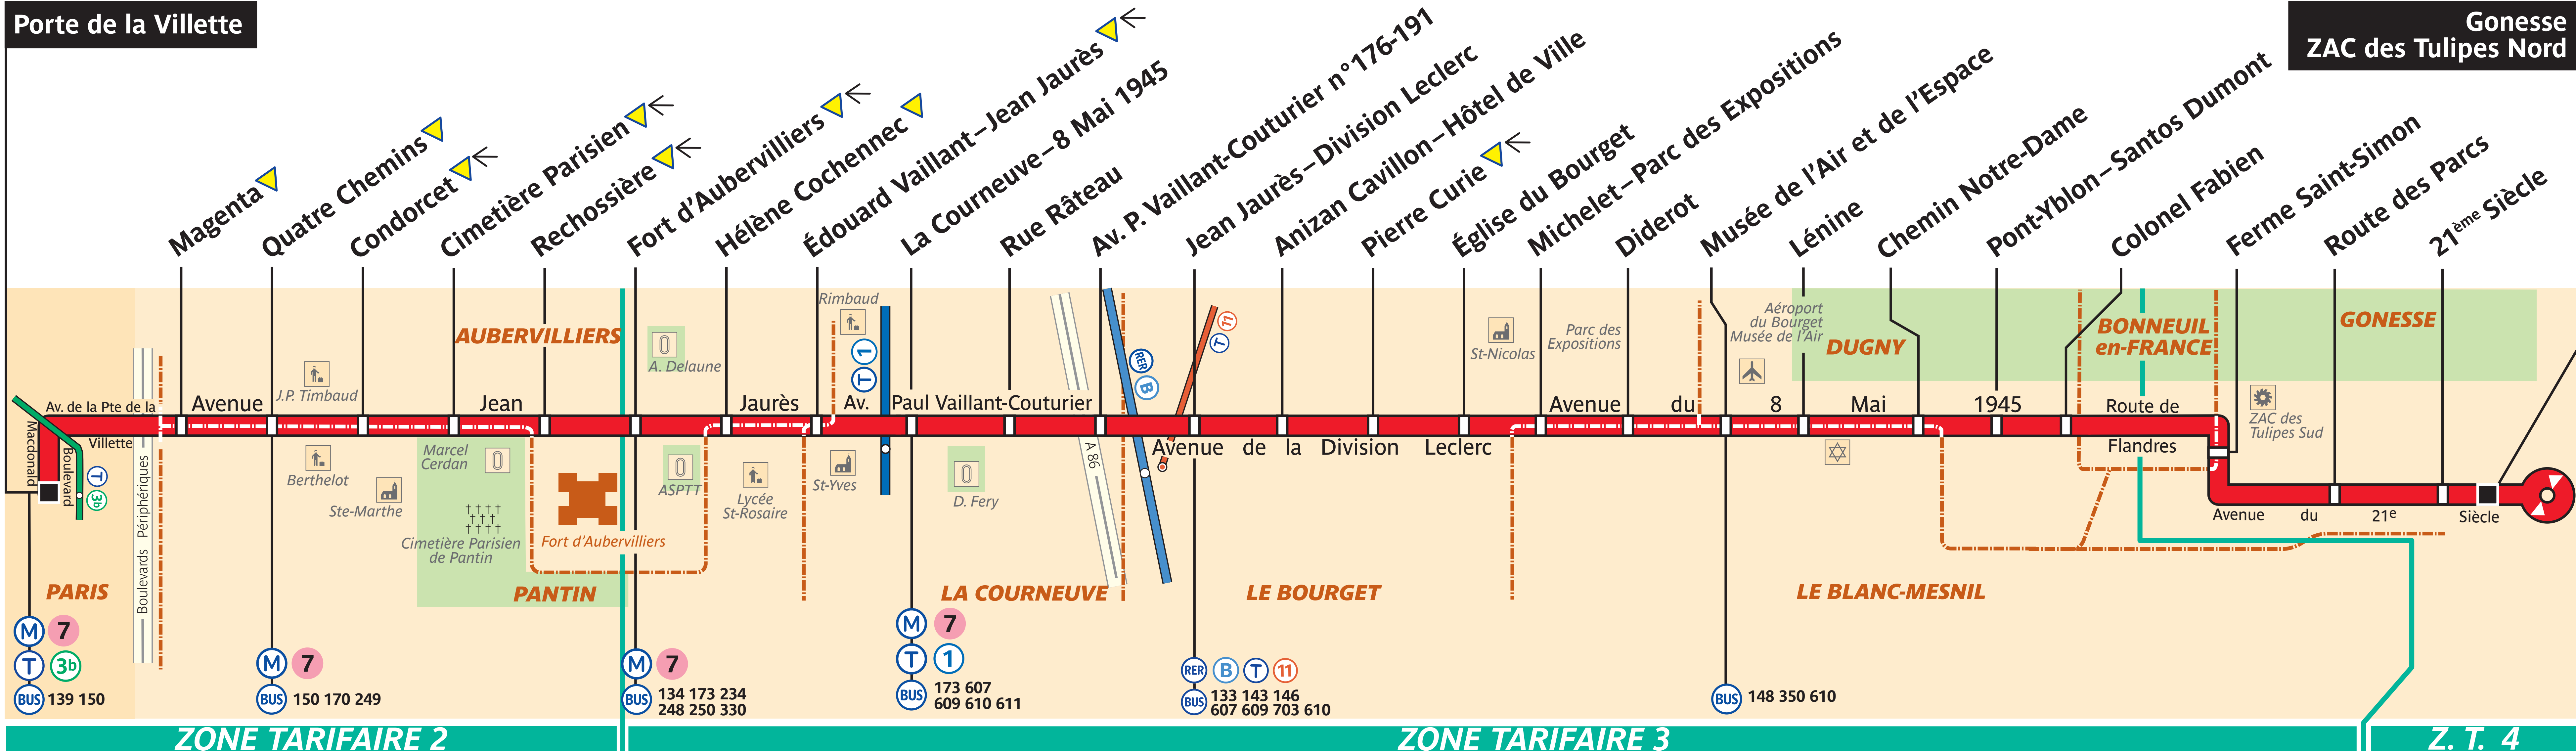 Porte de la Villette
Gonesse
ZAC des Tulipes Nord
Magenta
Quatre Chemins
Condorcet
Cimetière Parisien
Rechossière
Fort d'Aubervilliers
Hélène Cochennec
Édouard Vaillant–Jean Jaurès
La Courneuve–8 Mai 1945
Rue Râteau
Av. P. Vaillant-Couturier n°176-191
Jean Jaurès–Division Leclerc
Anizan Cavillon–Hôtel de Ville
Pierre Curie
Église du Bourget
Michelet–Parc des Expositions
Diderot
Musée de l'Air et de l'Espace
Lénine
Chemin Notre-Dame
Pont-Yblon–Santos Dumont
Colonel Fabien
Ferme Saint-Simon
Route des Parcs
21ème Siècle
AUBERVILLIERS
A. Delaune
Rimbaud
T 1
RER B
T 11
St-Nicolas
Parc des
Expositions
Aéroport
du Bourget
Musée de l'Air
DUGNY
BONNEUIL
en-FRANCE
GONESSE
J.P. Timbaud
Av. de la Pte de la
Villette
Avenue Jean Jaurès
Av. Paul Vaillant-Couturier
Avenue de la Division Leclerc
Avenue du 8 Mai 1945
Route de
Flandres
ZAC des
Tulipes Sud
Macdonald
Boulevard
T 3b
Boulevards Périphériques
Berthelot
Ste-Marthe
Marcel
Cerdan
Cimetière Parisien
de Pantin
Fort d'Aubervilliers
ASPTT
Lycée
St-Rosaire
St-Yves
D. Fery
A 86
Avenue du 21e Siècle
PARIS
PANTIN
LA COURNEUVE
LE BOURGET
LE BLANC-MESNIL
M 7
T 3b
BUS 139 150
M 7
BUS 150 170 249
M 7
BUS 134 173 234
248 250 330
M 7
T 1
BUS 173 607
609 610 611
RER B T 11
BUS 133 143 146
607 609 703 610
BUS 148 350 610
ZONE TARIFAIRE 2
ZONE TARIFAIRE 3
Z. T. 4